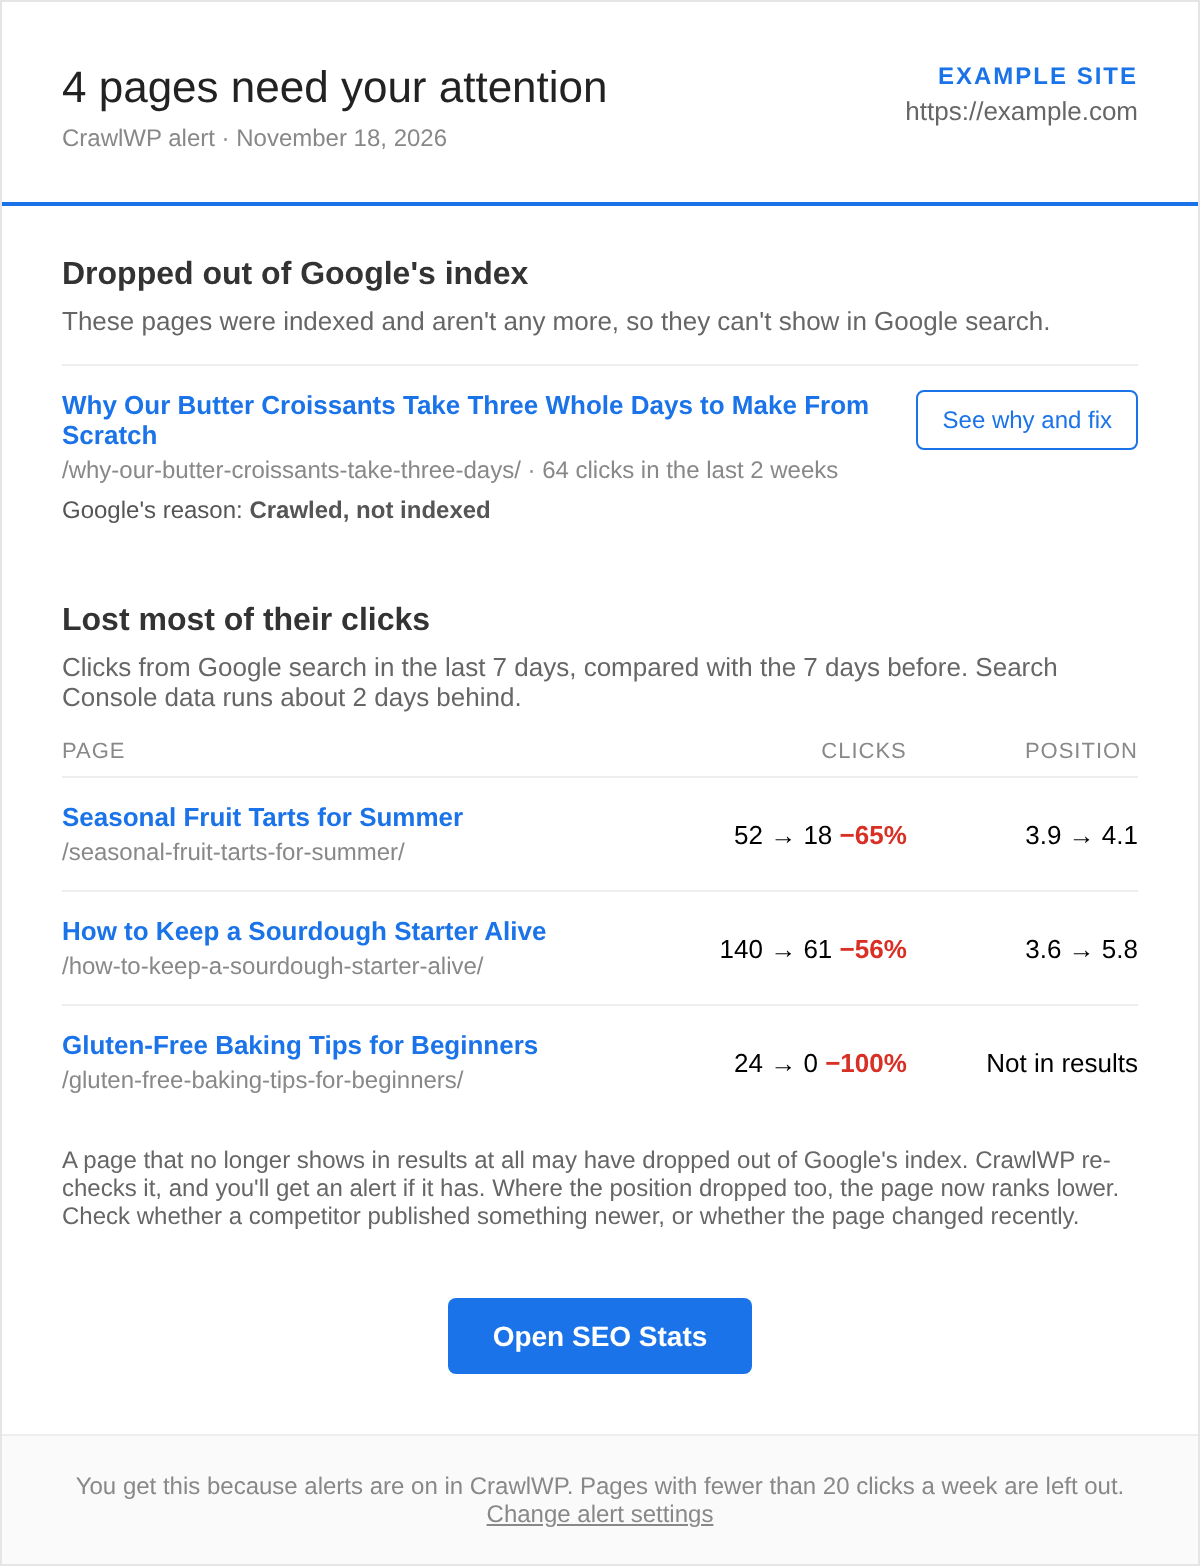 4 pages need your attention
CrawlWP alert · November 18, 2026
EXAMPLE SITE
https://example.com
Dropped out of Google's index
These pages were indexed and aren't any more, so they can't show in Google search.
Why Our Butter Croissants Take Three Whole Days to Make From
Scratch
/why-our-butter-croissants-take-three-days/ · 64 clicks in the last 2 weeks
Google's reason: Crawled, not indexed
See why and fix
Lost most of their clicks
Clicks from Google search in the last 7 days, compared with the 7 days before. Search
Console data runs about 2 days behind.
PAGE CLICKS POSITION
Seasonal Fruit Tarts for Summer
/seasonal-fruit-tarts-for-summer/
52 → 18 −65% 3.9 → 4.1
How to Keep a Sourdough Starter Alive
/how-to-keep-a-sourdough-starter-alive/
140 → 61 −56% 3.6 → 5.8
Gluten-Free Baking Tips for Beginners
/gluten-free-baking-tips-for-beginners/
24 → 0 −100% Not in results
A page that no longer shows in results at all may have dropped out of Google's index. CrawlWP re-
checks it, and you'll get an alert if it has. Where the position dropped too, the page now ranks lower.
Check whether a competitor published something newer, or whether the page changed recently.
Open SEO Stats
You get this because alerts are on in CrawlWP. Pages with fewer than 20 clicks a week are left out.
Change alert settings